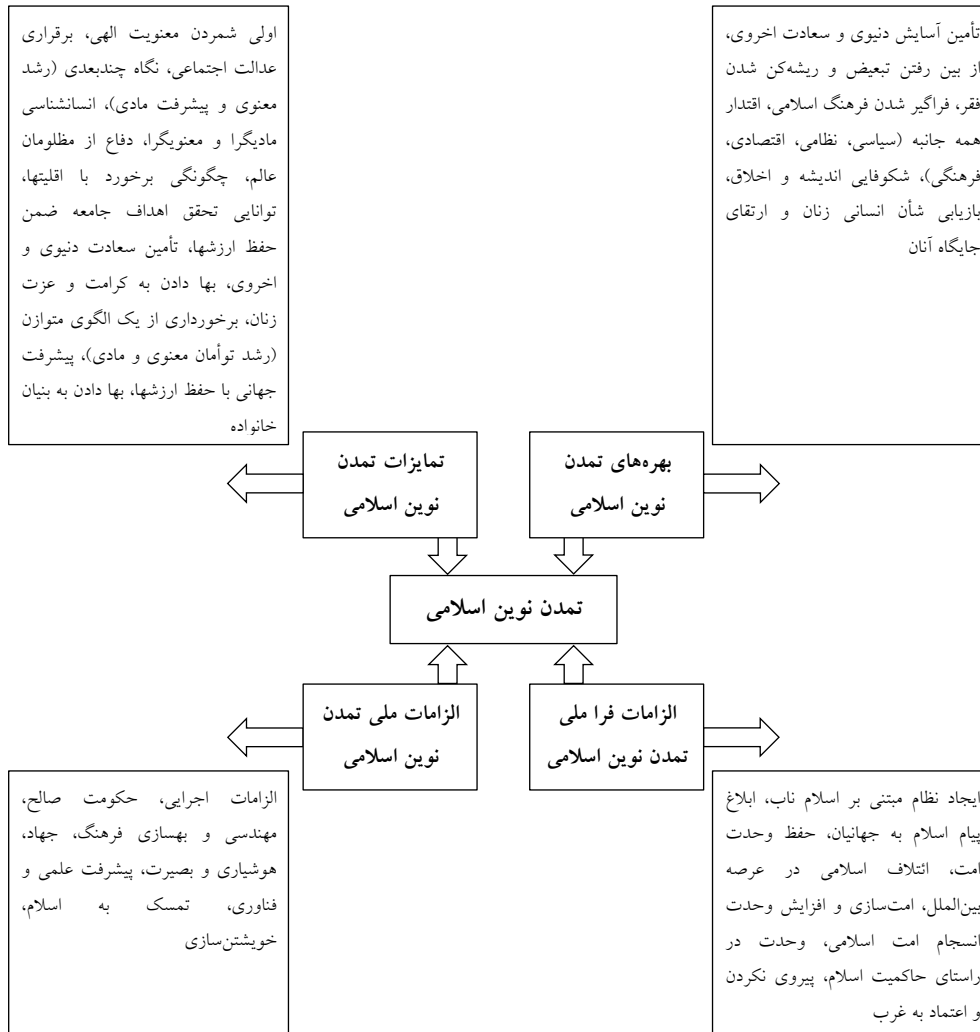 تأمین آسایش دنیوی و سعادت اخروی،
از بین رفتن تبعیض و ریشه‌کن شدن
فقر، فراگیر شدن فرهنگ اسلامی، اقتدار
همه جانبه (سیاسی، نظامی، اقتصادی،
فرهنگی)، شکوفایی اندیشه و اخلاق،
بازیابی شأن انسانی زنان و ارتقای
جایگاه آنان
اولی شمردن معنویت الهی، برقراری
عدالت اجتماعی، نگاه چندبعدی (رشد
معنوی و پیشرفت مادی)، انسانشناسی
مادیگرا و معنویگرا، دفاع از مظلومان
عالم، چگونگی برخورد با اقلیتها،
توانایی تحقق اهداف جامعه ضمن
حفظ ارزشها، تأمین سعادت دنیوی و
اخروی، بها دادن به کرامت و عزت
زنان، برخورداری از یک الگوی متوازن
(رشد توأمان معنوی و مادی)، پیشرفت
جهانی با حفظ ارزشها، بها دادن به بنیان
خانواده
بهره‌های تمدن
نوین اسلامی
تمایزات تمدن
نوین اسلامی
تمدن نوین اسلامی
الزامات فرا ملی
تمدن نوین اسلامی
الزامات ملی تمدن
نوین اسلامی
ایجاد نظام مبتنی بر اسلام ناب، ابلاغ
پیام اسلام به جهانیان، حفظ وحدت
امت، ائتلاف اسلامی در عرصه
بین‌الملل، امت‌سازی و افزایش وحدت
انسجام امت اسلامی، وحدت در
راستای حاکمیت اسلام، پیروی نکردن
و اعتماد به غرب
الزامات اجرایی، حکومت صالح،
مهندسی و بهسازی فرهنگ، جهاد،
هوشیاری و بصیرت، پیشرفت علمی و
فناوری، تمسک به اسلام،
خویشتن‌سازی